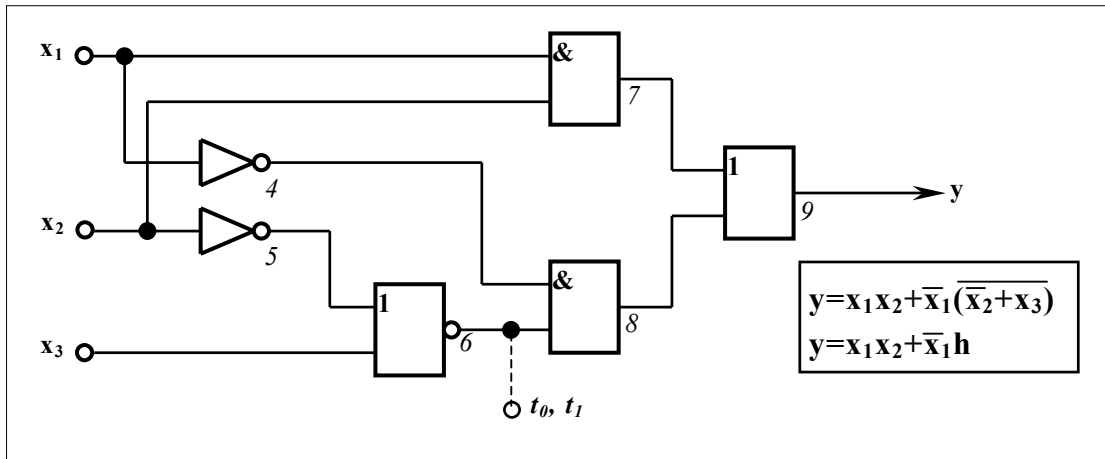 x₁
&
7
4
1
x₂
9
y
5
&
8
1
6
x₃
t₀, t₁
y=x₁x₂+x̅₁(x̅₂+x₃)̅
y=x₁x₂+x̅₁h